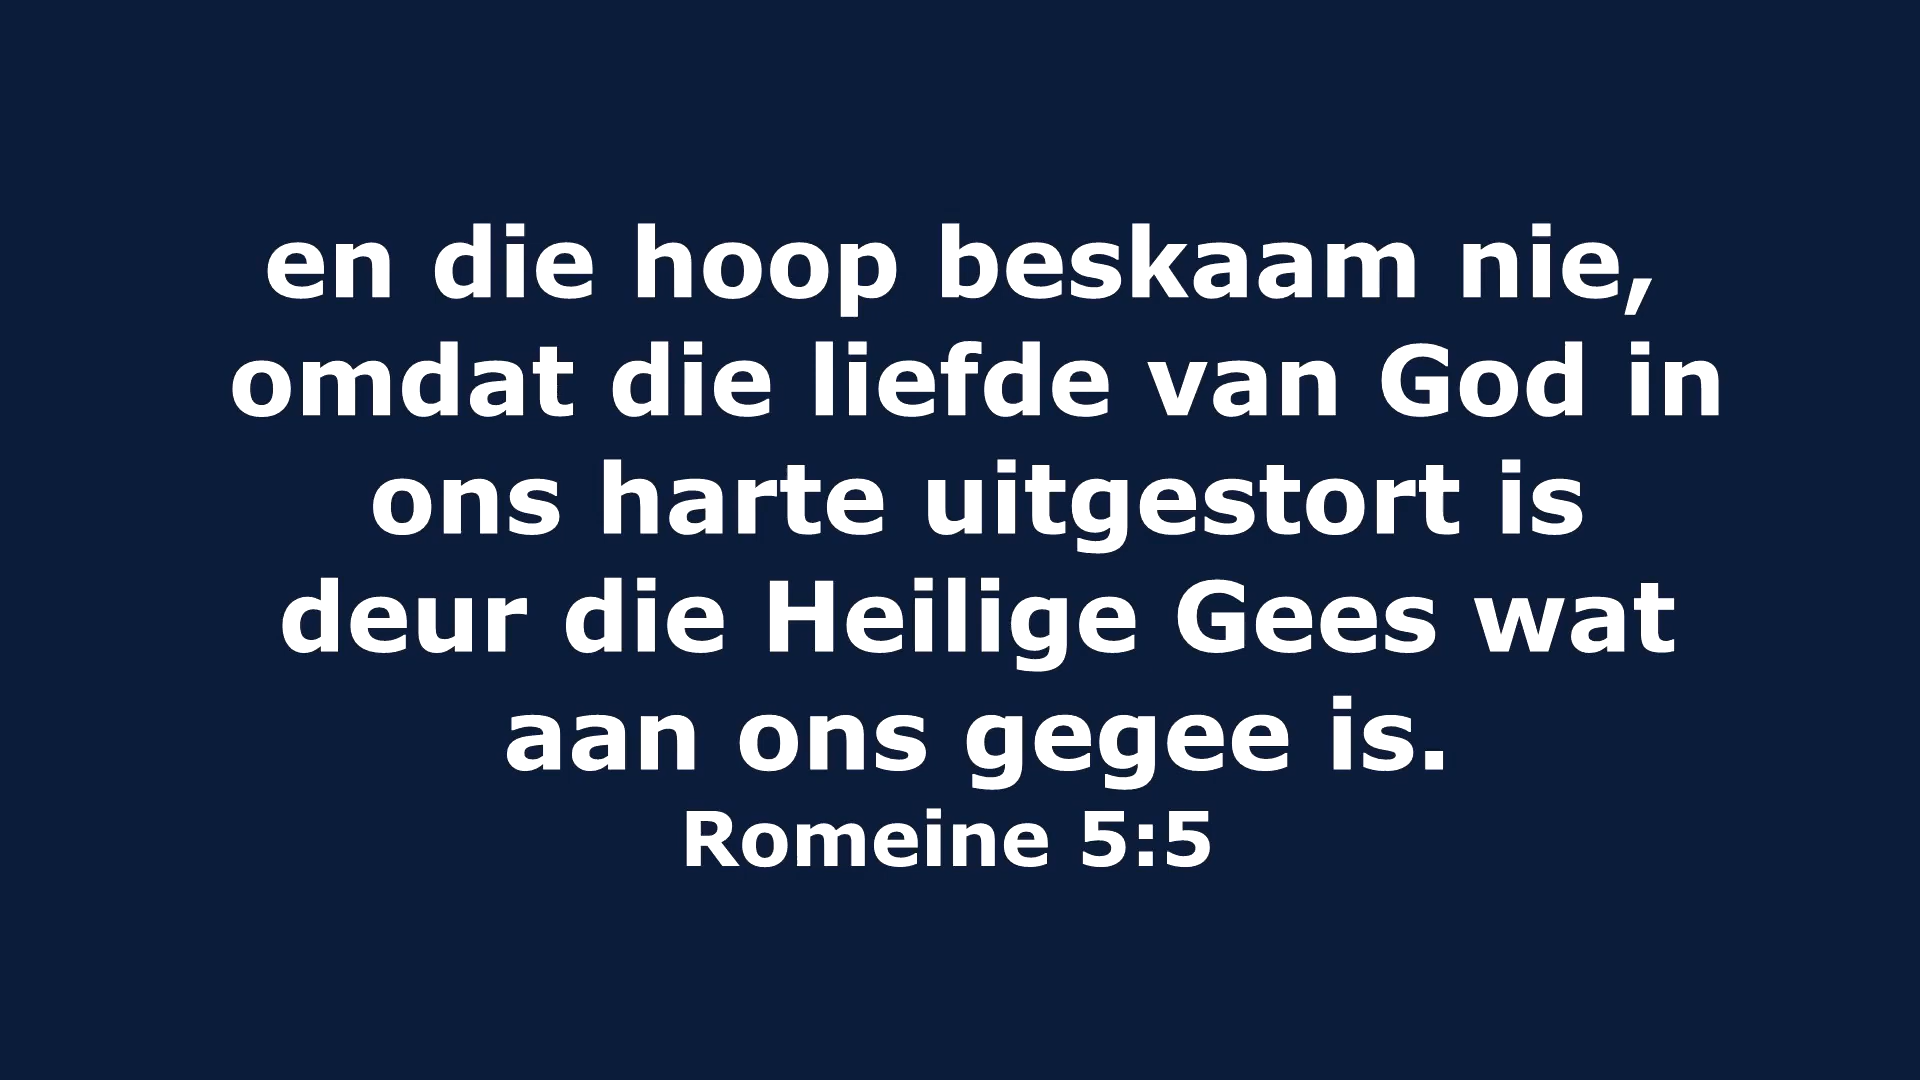 en die hoop beskaam nie,
omdat die liefde van God in
ons harte uitgestort is
deur die Heilige Gees wat
aan ons gegee is.
Romeine 5:5